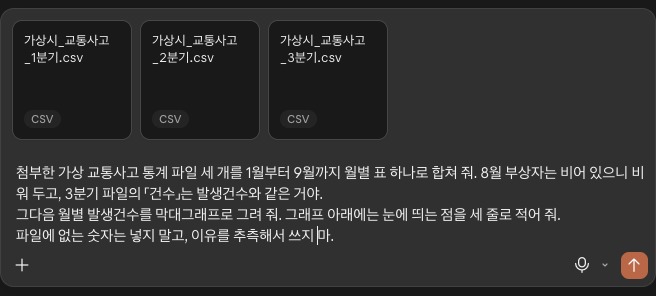 가상시_교통사고
_1분기.csv
CSV
가상시_교통사고
_2분기.csv
CSV
가상시_교통사고
_3분기.csv
CSV
첨부한 가상 교통사고 통계 파일 세 개를 1월부터 9월까지 월별 표 하나로 합쳐 줘. 8월 부상자는 비어 있으니 비
워 두고, 3분기 파일의 「건수」는 발생건수와 같은 거야.
그다음 월별 발생건수를 막대그래프로 그려 줘. 그래프 아래에는 눈에 띄는 점을 세 줄로 적어 줘.
파일에 없는 숫자는 넣지 말고, 이유를 추측해서 쓰지 마.